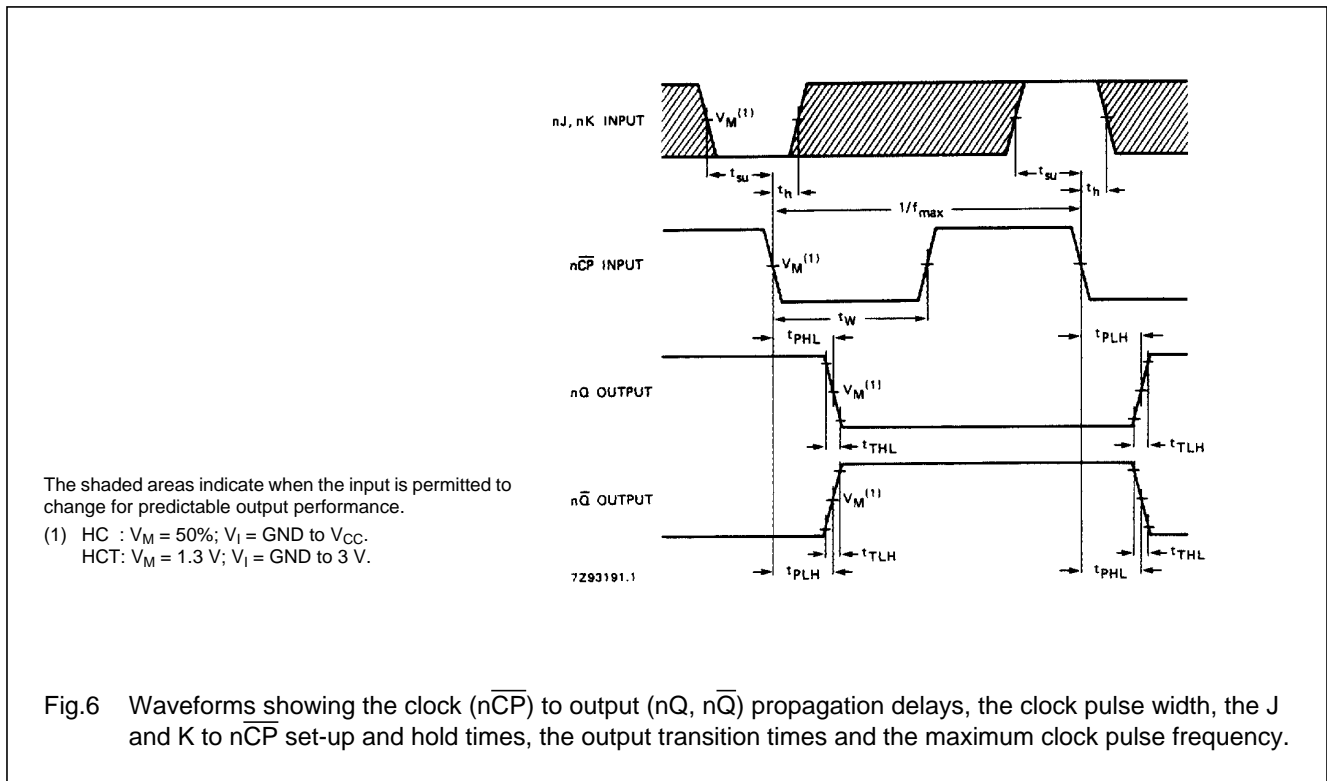 nJ, nK INPUT
V_M(1)
t_su
t_h
t_su
t_h
1/f_max
nC̅P̅ INPUT
V_M(1)
t_W
t_PHL
t_PLH
nQ OUTPUT
V_M(1)
t_THL
t_TLH
nQ̅ OUTPUT
V_M(1)
t_PLH
t_TLH
t_PHL
t_THL
7Z93191.1
The shaded areas indicate when the input is permitted to
change for predictable output performance.
(1) HC : V_M = 50%; V_I = GND to V_CC.
HCT: V_M = 1.3 V; V_I = GND to 3 V.
Fig.6 Waveforms showing the clock (nC̅P̅) to output (nQ, nQ̅) propagation delays, the clock pulse width, the J
and K to nC̅P̅ set-up and hold times, the output transition times and the maximum clock pulse frequency.